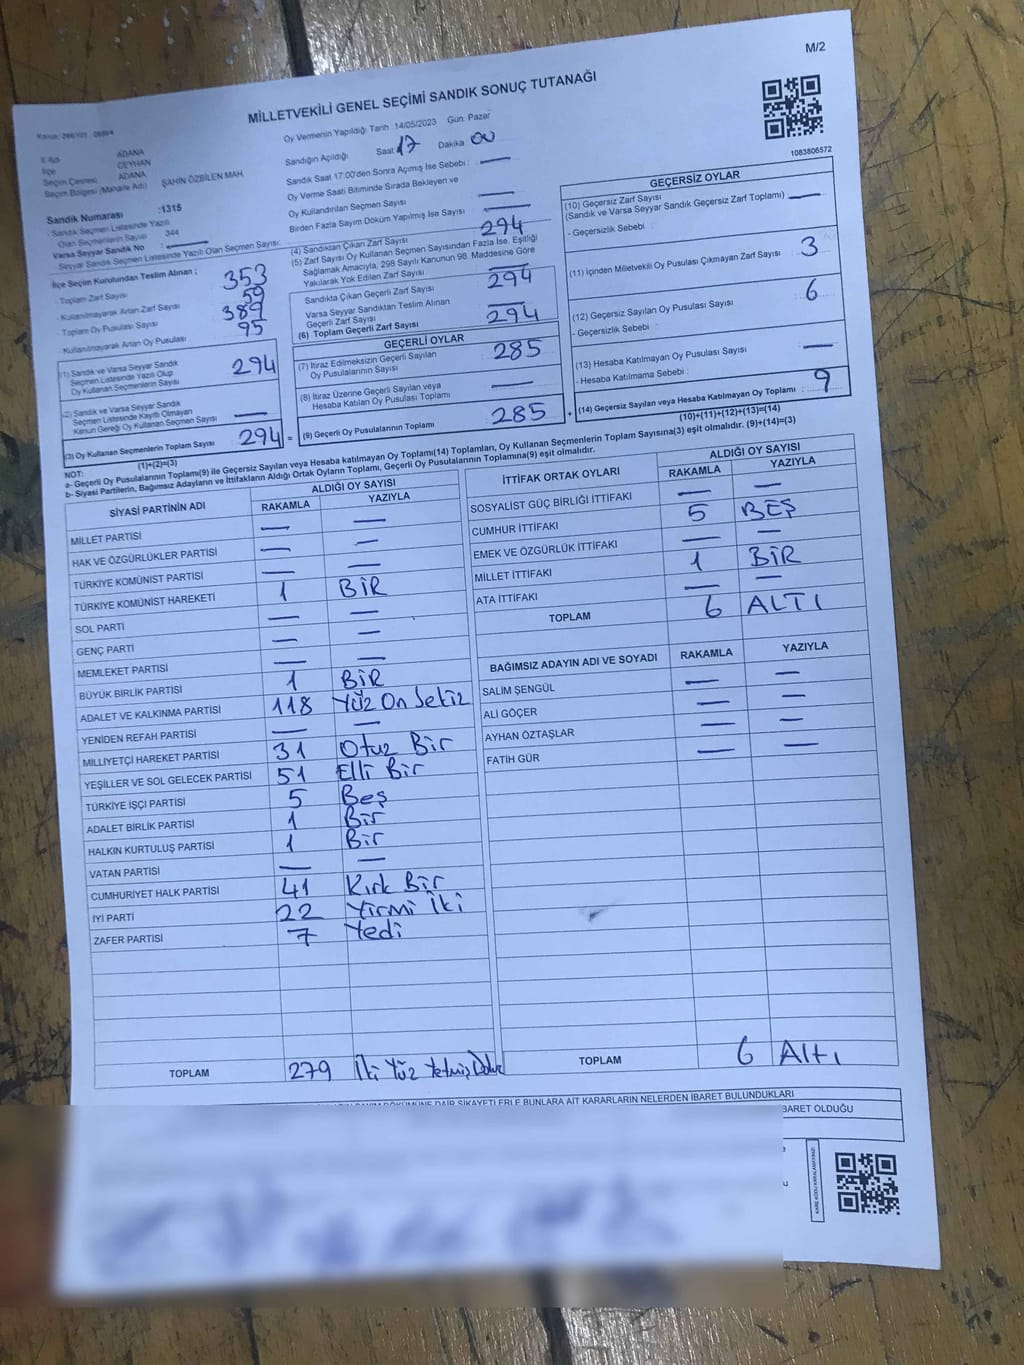 M/2
MİLLETVEKİLİ GENEL SEÇİMİ SANDIK SONUÇ TUTANAĞI
1083806572
Oy Vermenin Yapıldığı Tarih : 14/05/2023 Gün: Pazar
Sandığın Açıldığı Saat: 17 Dakika 00
Sandık Saat 17:00'den Sonra Açımış İse Sebebi : —
Oy Verme Saati Bitiminde Sırada Bekleyen ve
Oy Kullandırılan Seçmen Sayısı —
Birden Fazla Sayım Döküm Yapılmış İse Sayısı —
ADANA
İlçe CEYHAN
Seçim Çevresi ADANA
Seçim Bölgesi (Mahalle Adı) ŞAHİN ÖZBİLEN MAH.
Sandık Numarası :1315
- Sandık Seçmen Listesinde Yazılı
Olan Seçmenlerin Sayısı 344
Varsa Seyyar Sandık No : —
Seyyar Sandık Seçmen Listesinde Yazılı Olan Seçmen Sayısı:
İlçe Seçim Kurulundan Teslim Alınan ;
- Toplam Zarf Sayısı 353
- Kullanılmayarak Artan Zarf Sayısı 59
- Toplam Oy Pusulası Sayısı 389
- Kullanılmayarak Artan Oy Pusulası 95
(1) Sandık ve Varsa Seyyar Sandık
Seçmen Listesinde Yazılı Olup
Oy Kullanan Seçmenlerin Sayısı 294
(2) Sandık ve Varsa Seyyar Sandık
Seçmen Listesinde Kayıtlı Olmayan
Kanun Gereği Oy Kullanan Seçmen Sayısı —
(3) Oy Kullanan Seçmenlerin Toplam Sayısı 294 =
(1)+(2)=(3)
(4) Sandıktan Çıkan Zarf Sayısı 294
(5) Zarf Sayısı Oy Kullanan Seçmen Sayısından Fazla İse, Eşitliği
Sağlamak Amacıyla, 298 Sayılı Kanunun 98. Maddesine Göre
Yakılarak Yok Edilen Zarf Sayısı —
Sandıkta Çıkan Geçerli Zarf Sayısı 294
Varsa Seyyar Sandıktan Teslim Alınan
Geçerli Zarf Sayısı —
(6) Toplam Geçerli Zarf Sayısı 294
GEÇERLİ OYLAR
(7) İtiraz Edilmeksizin Geçerli Sayılan
Oy Pusulalarının Sayısı 285
(8) İtiraz Üzerine Geçerli Sayılan veya
Hesaba Katılan Oy Pusulası Toplamı —
(9) Geçerli Oy Pusulalarının Toplamı 285 +
GEÇERSİZ OYLAR
(10) Geçersiz Zarf Sayısı
(Sandık ve Varsa Seyyar Sandık Geçersiz Zarf Toplamı) —
- Geçersizlik Sebebi :
(11) İçinden Milletvekili Oy Pusulası Çıkmayan Zarf Sayısı 3
(12) Geçersiz Sayılan Oy Pusulası Sayısı 6
- Geçersizlik Sebebi :
(13) Hesaba Katılmayan Oy Pusulası Sayısı —
- Hesaba Katılmama Sebebi :
(14) Geçersiz Sayılan veya Hesaba Katılmayan Oy Toplamı : 9
(10)+(11)+(12)+(13)=(14)
NOT:
a- Geçerli Oy Pusulasının Toplamı(9) ile Geçersiz Sayılan veya Hesaba katılmayan Oy Toplamı(14) Toplamları, Oy Kullanan Seçmenlerin Toplam Sayısına(3) eşit olmalıdır. (9)+(14)=(3)
b- Siyasi Partilerin, Bağımsız Adayların ve İttifakların Aldığı Ortak Oyların Toplamı, Geçerli Oy Pusulalarının Toplamına(9) eşit olmalıdır.
SİYASİ PARTİNİN ADI ALDIĞI OY SAYISI
RAKAMLA YAZIYLA
MİLLET PARTİSİ — —
HAK VE ÖZGÜRLÜKLER PARTİSİ — —
TÜRKİYE KOMÜNİST PARTİSİ — —
TÜRKİYE KOMÜNİST HAREKETİ 1 BİR
SOL PARTİ — —
GENÇ PARTİ — —
MEMLEKET PARTİSİ — —
BÜYÜK BİRLİK PARTİSİ 1 BİR
ADALET VE KALKINMA PARTİSİ 118 Yüz On Sekiz
YENİDEN REFAH PARTİSİ — —
MİLLİYETÇİ HAREKET PARTİSİ 31 Otuz Bir
YEŞİLLER VE SOL GELECEK PARTİSİ 51 Elli Bir
TÜRKİYE İŞÇİ PARTİSİ 5 Beş
ADALET BİRLİK PARTİSİ 1 Bir
HALKIN KURTULUŞ PARTİSİ 1 Bir
VATAN PARTİSİ — —
CUMHURİYET HALK PARTİSİ 41 Kırk Bir
İYİ PARTİ 22 Yirmi İki
ZAFER PARTİSİ 7 Yedi
TOPLAM 279 İki Yüz Yetmiş Dokuz
İTTİFAK ORTAK OYLARI ALDIĞI OY SAYISI
RAKAMLA YAZIYLA
SOSYALİST GÜÇ BİRLİĞİ İTTİFAKI — —
CUMHUR İTTİFAKI 5 BEŞ
EMEK VE ÖZGÜRLÜK İTTİFAKI — —
MİLLET İTTİFAKI 1 BİR
ATA İTTİFAKI — —
TOPLAM 6 ALTI
BAĞIMSIZ ADAYIN ADI VE SOYADI RAKAMLA YAZIYLA
SALİM ŞENGÜL — —
ALİ GÖÇER — —
AYHAN ÖZTAŞLAR — —
FATİH GÜR — —
TOPLAM 6 Altı
SAYIM DÖKÜMÜNE DAİR ŞİKAYETLERLE BUNLARA AİT KARARLARIN NELERDEN İBARET BULUNDUKLARI
BARET OLDUĞU